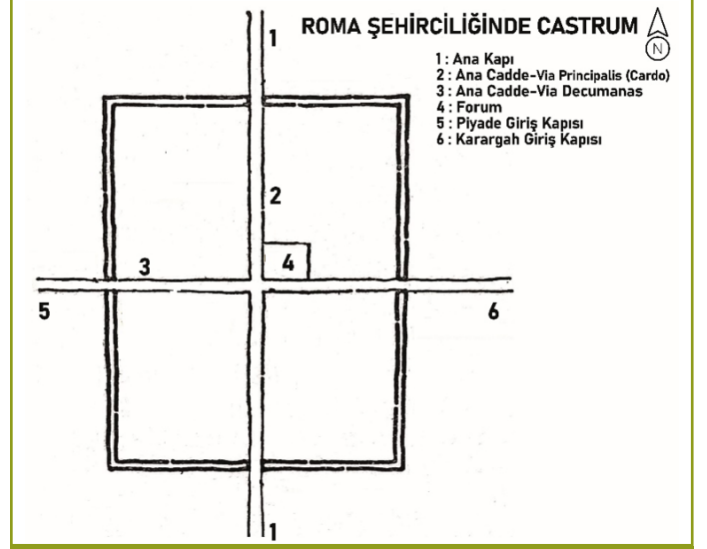 ROMA ŞEHİRCİLİĞİNDE CASTRUM
N
1 : Ana Kapı
2 : Ana Cadde-Via Principalis (Cardo)
3 : Ana Cadde-Via Decumanas
4 : Forum
5 : Piyade Giriş Kapısı
6 : Karargah Giriş Kapısı
1
2
3
4
5
6
1